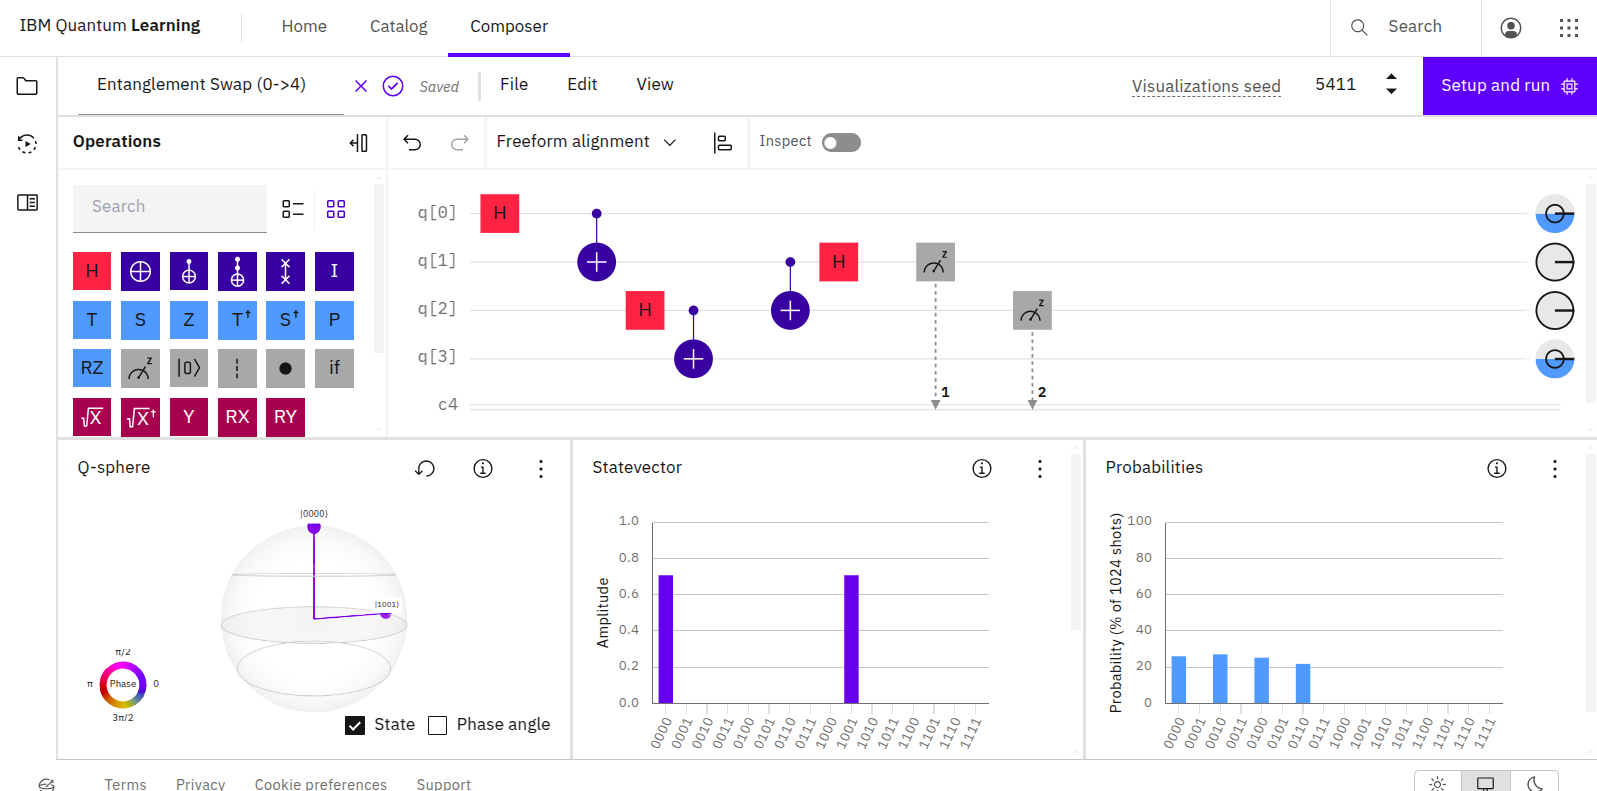 IBM Quantum Learning
Home
Catalog
Composer
Search
Entanglement Swap (0->4)
Saved
File
Edit
View
Visualizations seed
5411
Setup and run
Operations
Freeform alignment
Inspect
Search
H
I
T
S
Z
T†
S†
P
RZ
z
|0⟩
if
√X
√X†
Y
RX
RY
q[0]
H
q[1]
H
z
q[2]
H
z
q[3]
c4
1
2
Q-sphere
|0000⟩
|1001⟩
π/2
π
Phase
0
3π/2
State
Phase angle
Statevector
Amplitude
1.0
0.8
0.6
0.4
0.2
0.0
0000
0001
0010
0011
0100
0101
0110
0111
1000
1001
1010
1011
1100
1101
1110
1111
Probabilities
Probability (% of 1024 shots)
100
80
60
40
20
0
0000
0001
0010
0011
0100
0101
0110
0111
1000
1001
1010
1011
1100
1101
1110
1111
Terms
Privacy
Cookie preferences
Support